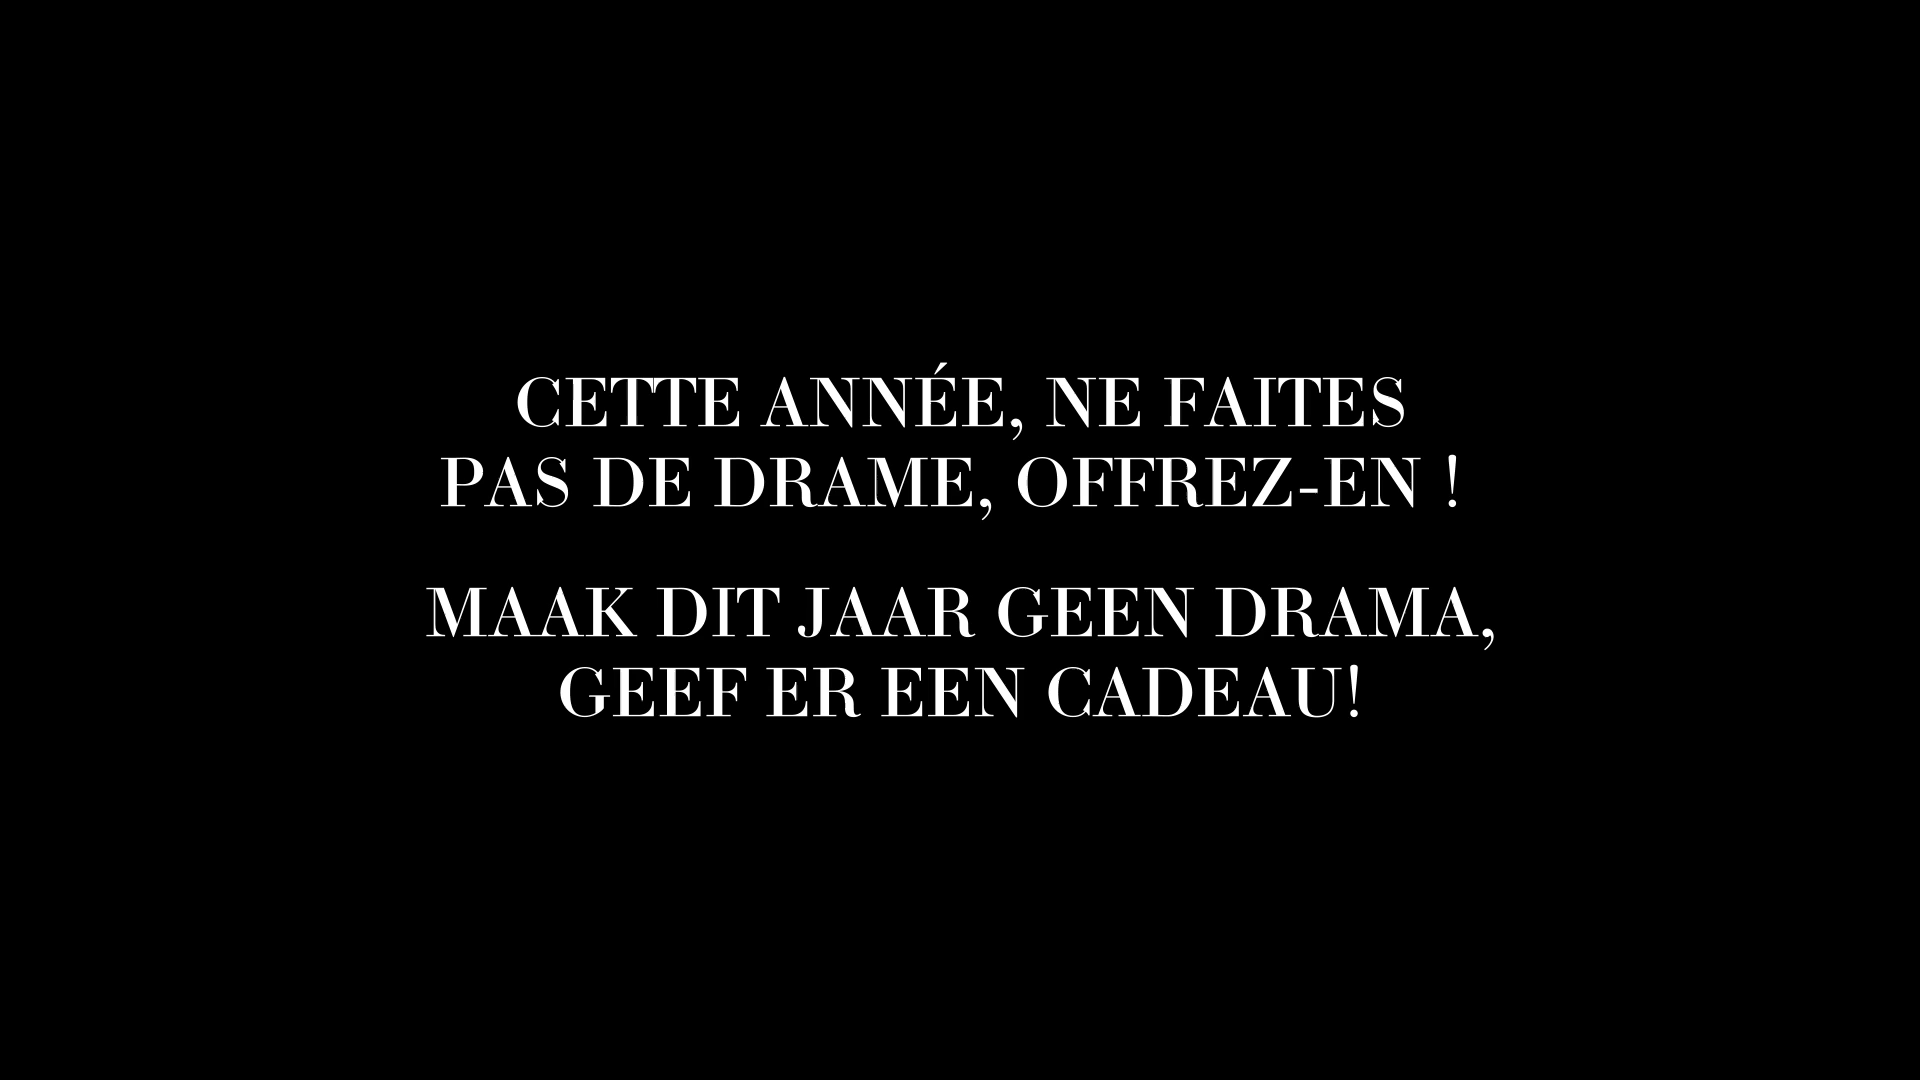 CETTE ANNÉE, NE FAITES
PAS DE DRAME, OFFREZ-EN !
MAAK DIT JAAR GEEN DRAMA,
GEEF ER EEN CADEAU!